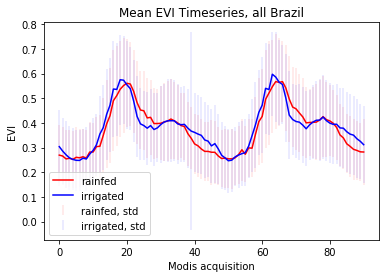 Mean EVI Timeseries, all Brazil
0.8
0.7
0.6
0.5
0.4
0.3
0.2
0.1
0.0
EVI
rainfed
irrigated
rainfed, std
irrigated, std
0 20 40 60 80
Modis acquisition